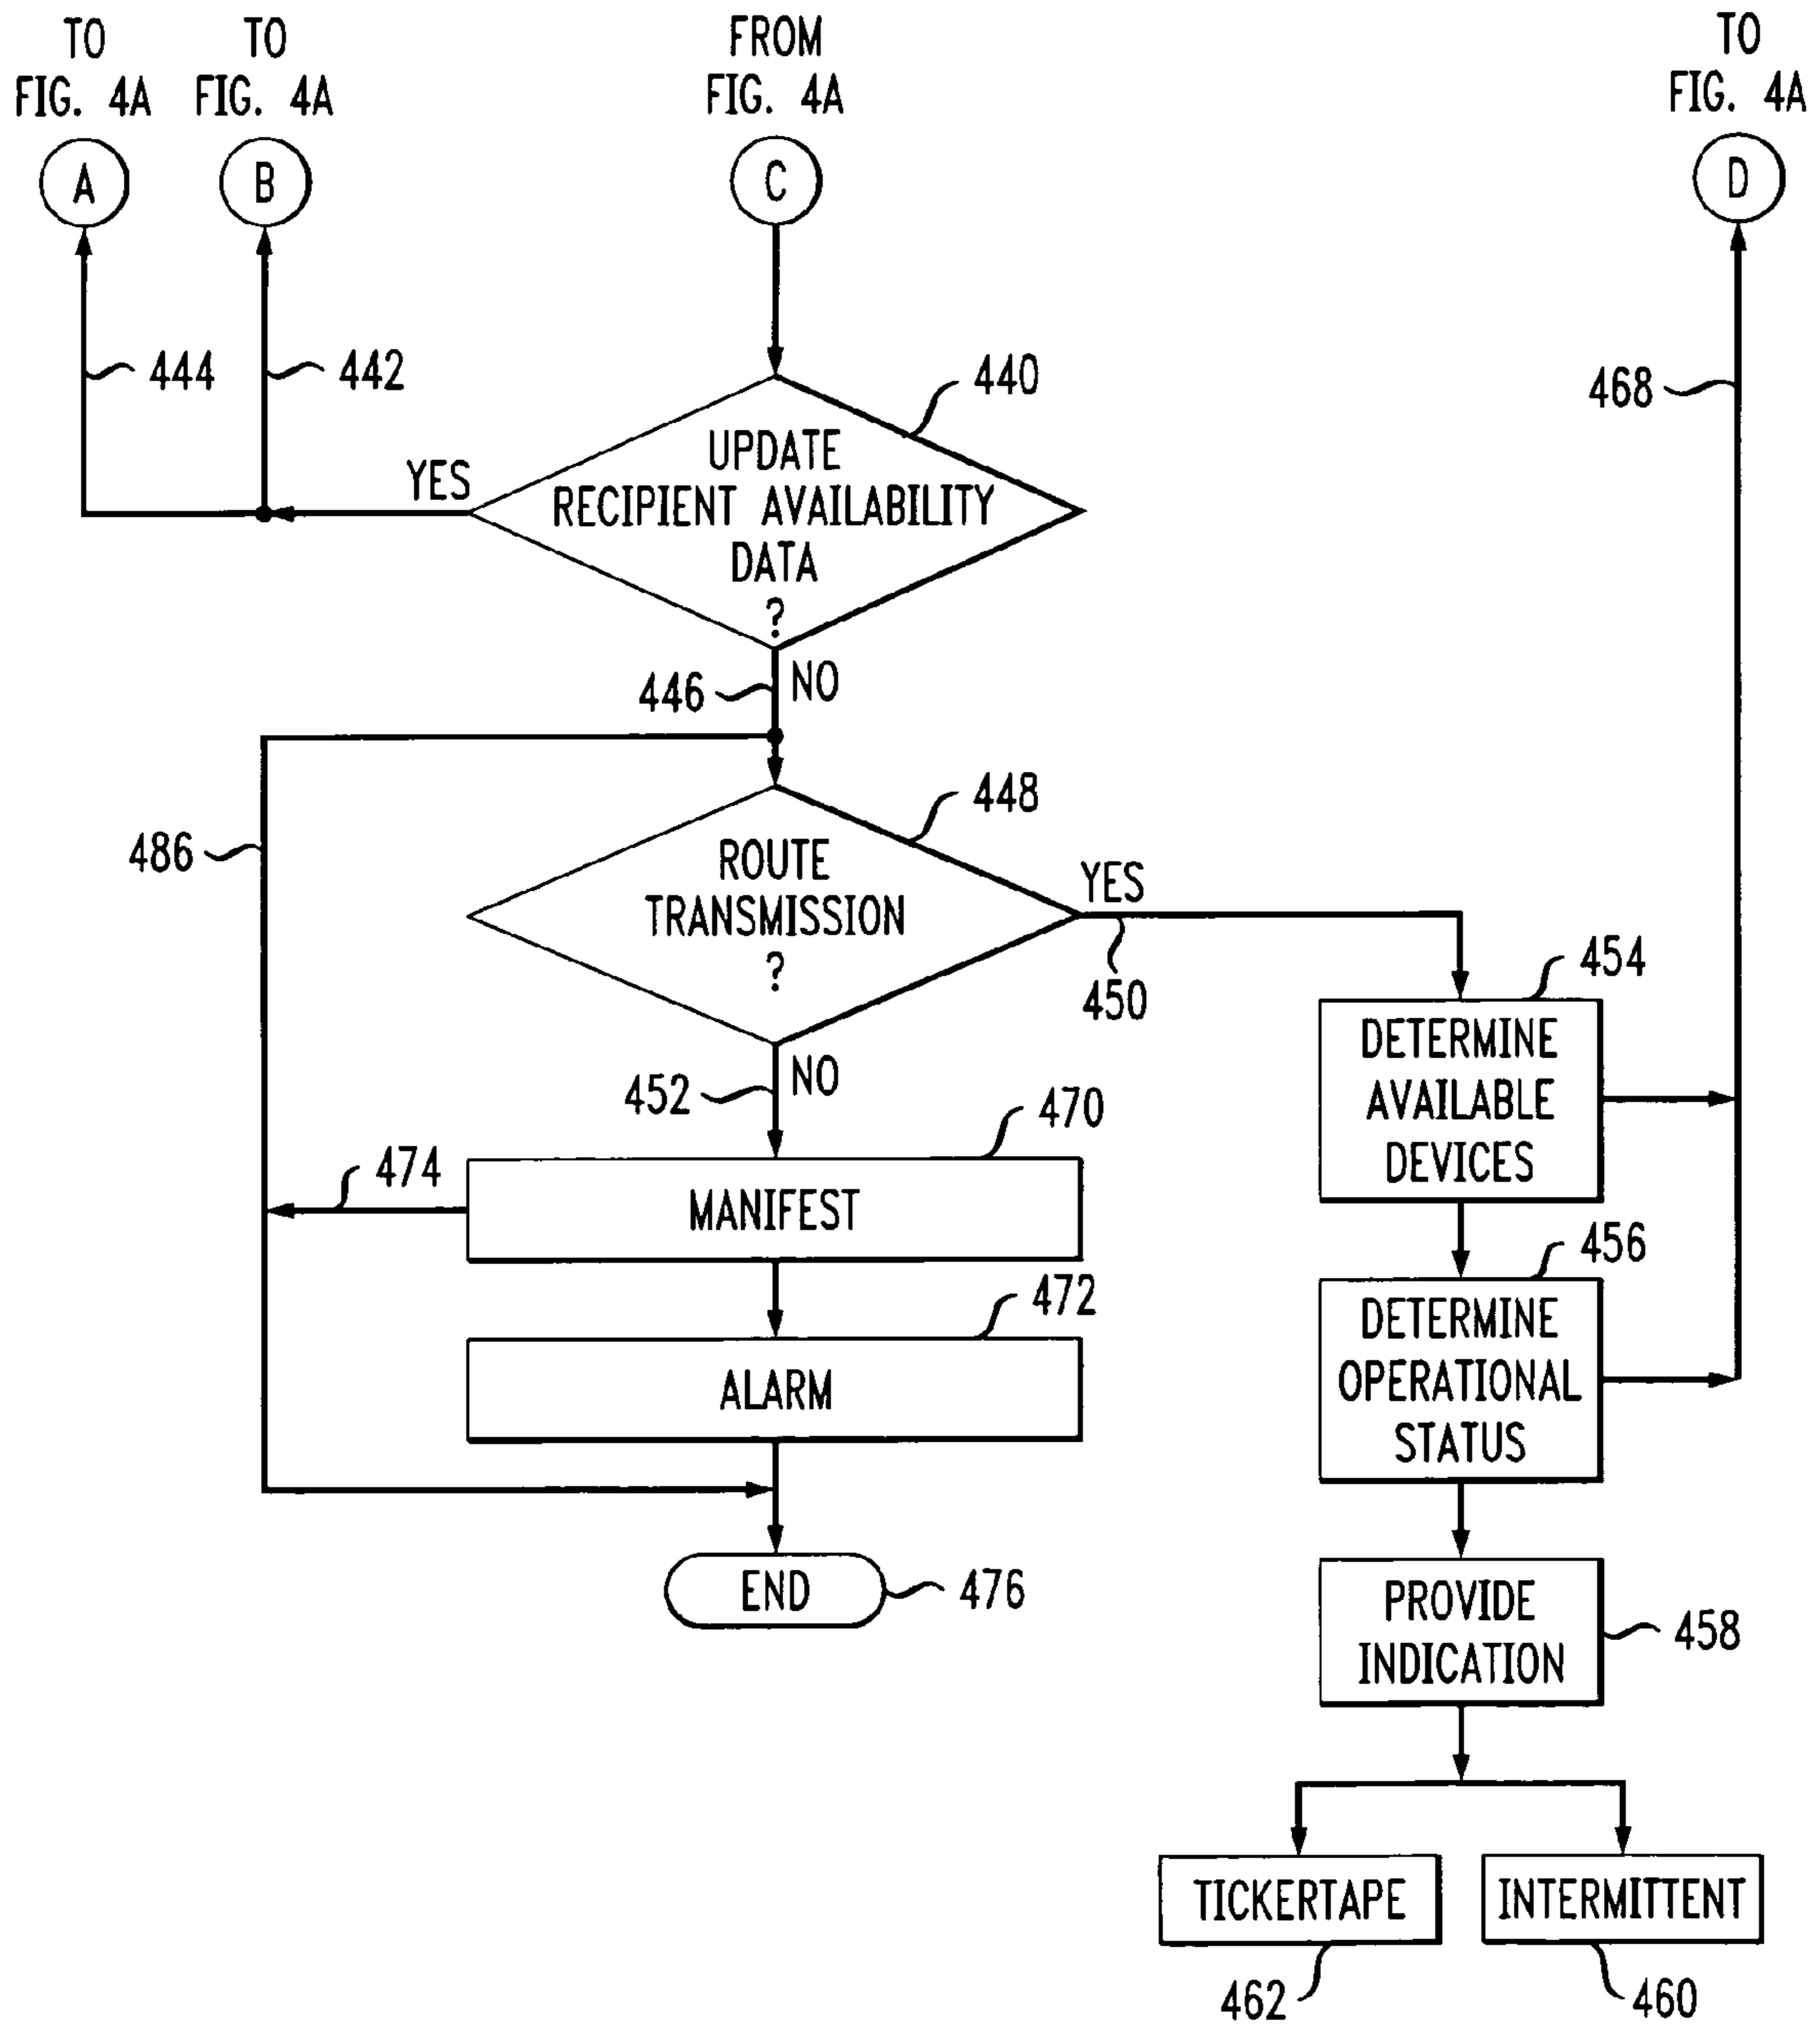 TO
FIG. 4A
A
TO
FIG. 4A
B
FROM
FIG. 4A
C
TO
FIG. 4A
D
444
442
440
468
UPDATE
RECIPIENT AVAILABILITY
DATA
?
YES
446
NO
448
486
ROUTE
TRANSMISSION
?
YES
450
452
NO
454
DETERMINE
AVAILABLE
DEVICES
470
474
MANIFEST
456
DETERMINE
OPERATIONAL
STATUS
472
ALARM
END
476
PROVIDE
INDICATION
458
TICKERTAPE
INTERMITTENT
462
460